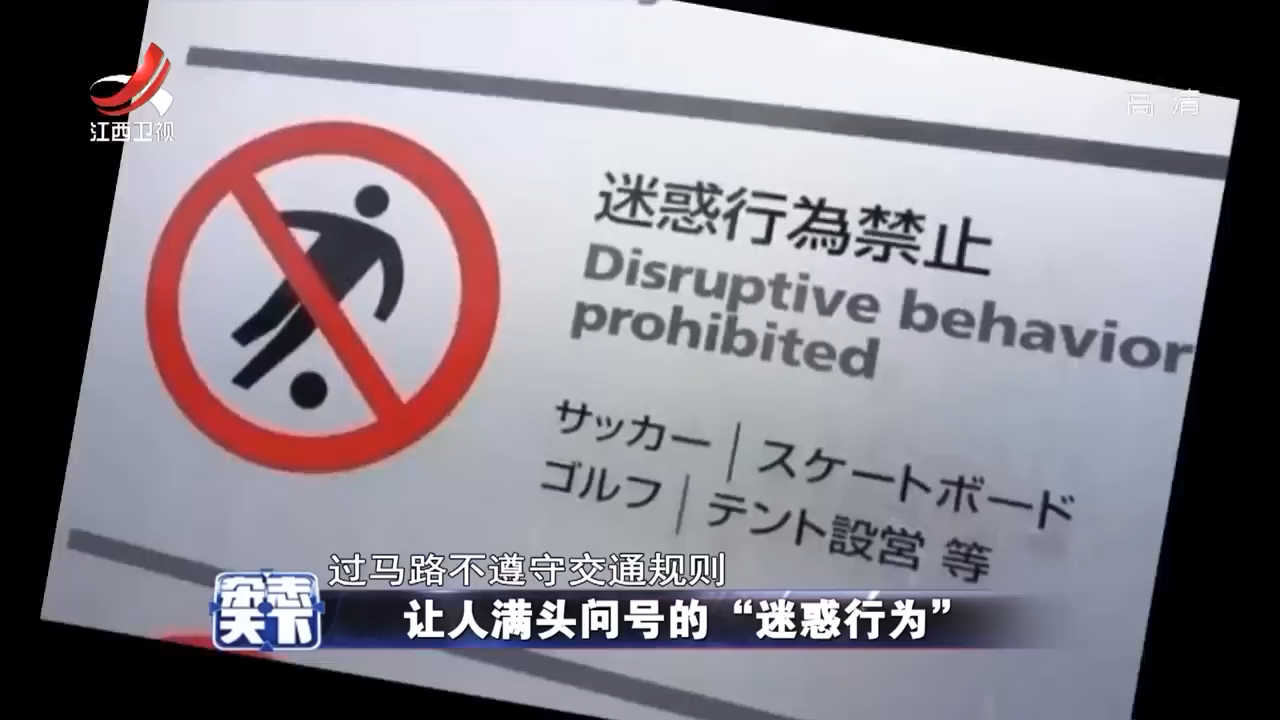 江西卫视
高清
迷惑行為禁止
Disruptive behavior
prohibited
サッカー｜スケートボード
ゴルフ｜テント設営 等
过马路不遵守交通规则
杂志天下
让人满头问号的“迷惑行为”